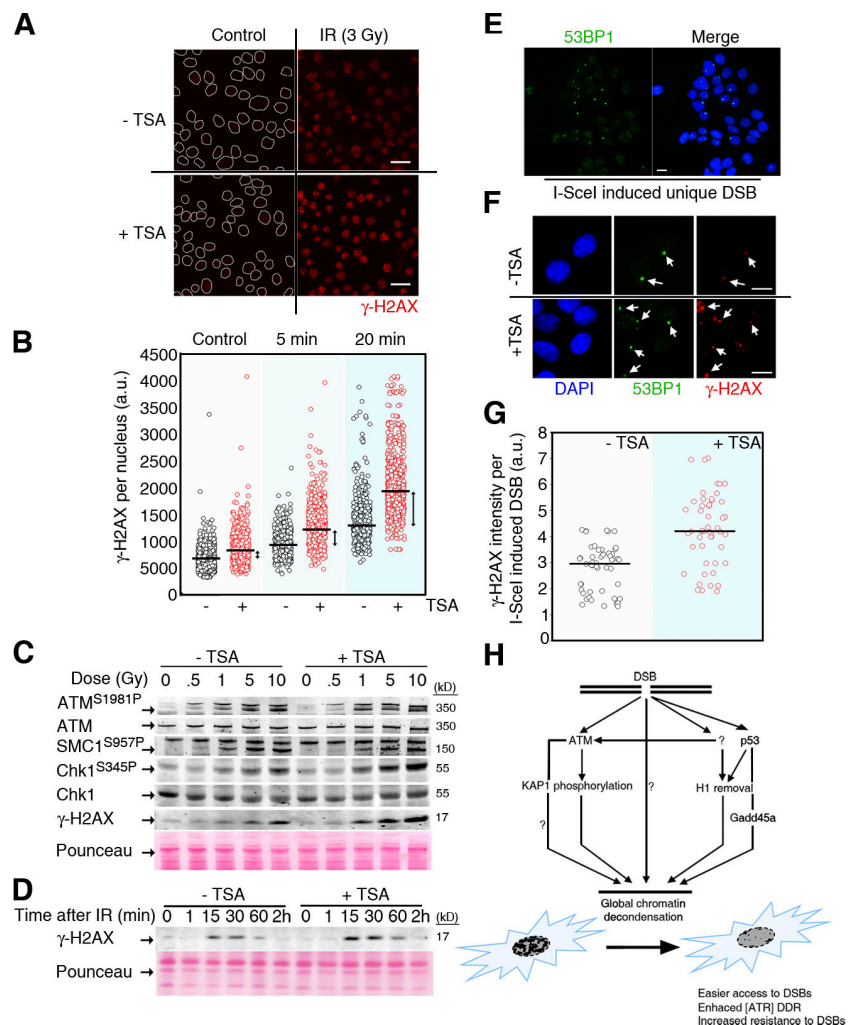 A
Control IR (3 Gy)
- TSA
+ TSA
γ-H2AX
B
Control 5 min 20 min
γ-H2AX per nucleus (a.u.)
4500
4000
3500
3000
2500
2000
1500
1000
5000
0
- + - + - + TSA
C
- TSA + TSA
Dose (Gy) 0 .5 1 5 10 0 .5 1 5 10 (kD)
ATM S1981P 350
ATM 350
SMC1 S957P 150
Chk1 S345P 55
Chk1 55
γ-H2AX 17
Pounceau
D
- TSA + TSA
Time after IR (min) 0 1 15 30 60 2h 0 1 15 30 60 2h (kD)
γ-H2AX 17
Pounceau
E
53BP1 Merge
I-SceI induced unique DSB
F
-TSA
+TSA
DAPI 53BP1 γ-H2AX
G
- TSA + TSA
γ-H2AX intensity per
I-SceI induced DSB (a.u.)
8
7
6
5
4
3
2
1
0
H
DSB
ATM ? p53
KAP1 phosphorylation ? H1 removal
? Gadd45a
Global chromatin
decondensation
Easier access to DSBs
Enhaced [ATR] DDR
Increased resistance to DSBs